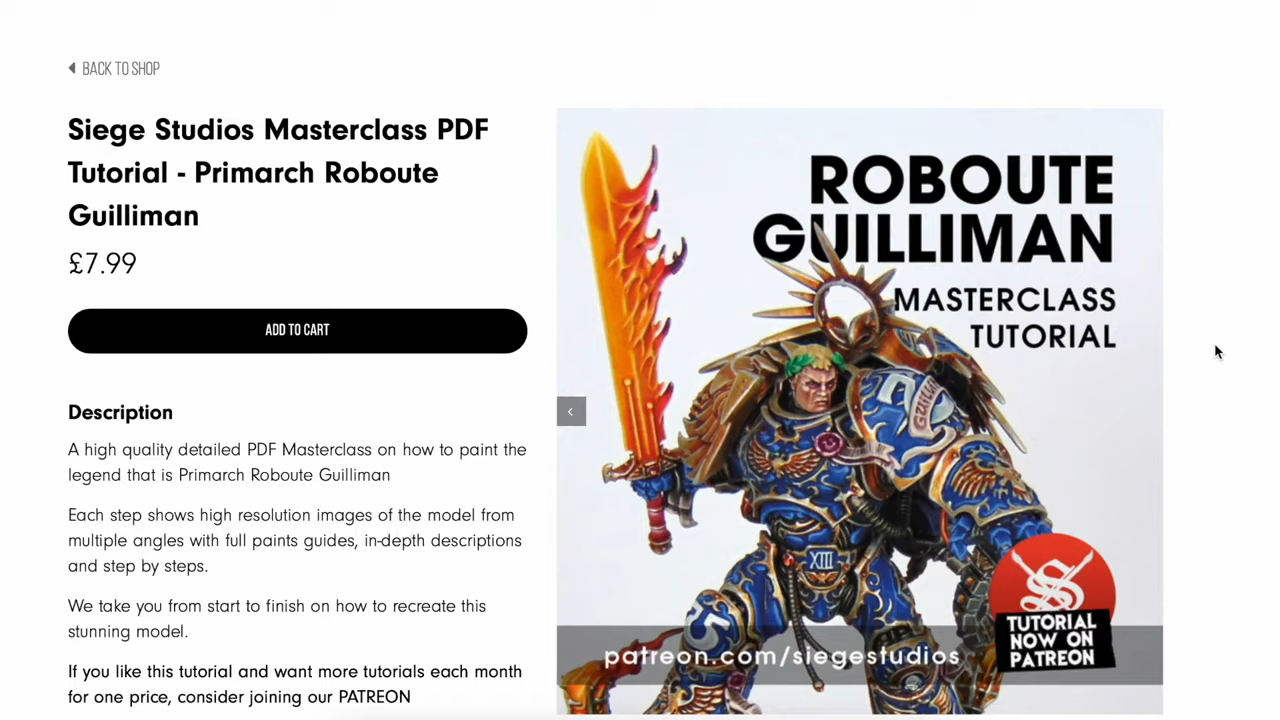 BACK TO SHOP
Siege Studios Masterclass PDF
Tutorial - Primarch Roboute
Guilliman
£7.99
ADD TO CART
Description
A high quality detailed PDF Masterclass on how to paint the
legend that is Primarch Roboute Guilliman
Each step shows high resolution images of the model from
multiple angles with full paints guides, in-depth descriptions
and step by steps.
We take you from start to finish on how to recreate this
stunning model.
If you like this tutorial and want more tutorials each month
for one price, consider joining our PATREON
ROBOUTE
GUILLIMAN
MASTERCLASS
TUTORIAL
XIII
TUTORIAL
NOW ON
PATREON
patreon.com/siegestudios